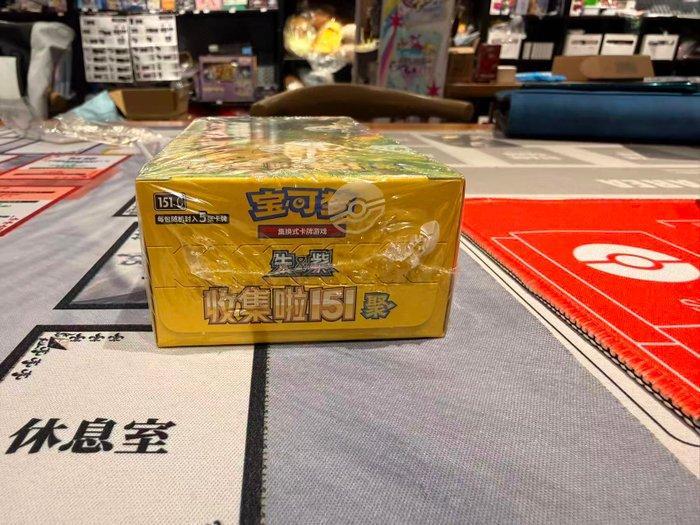 151 C
宝可梦
每包随机封入5张卡牌
集换式卡牌游戏
朱&紫
收集啦151
聚
休息室